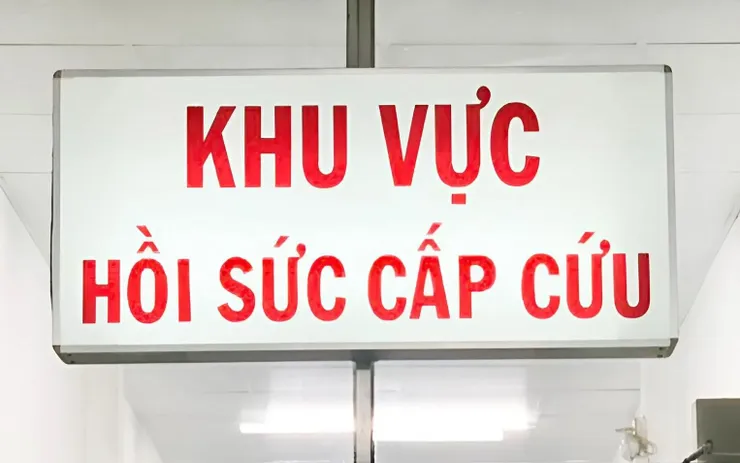 KHU VỰC
HỒI SỨC CẤP CỨU